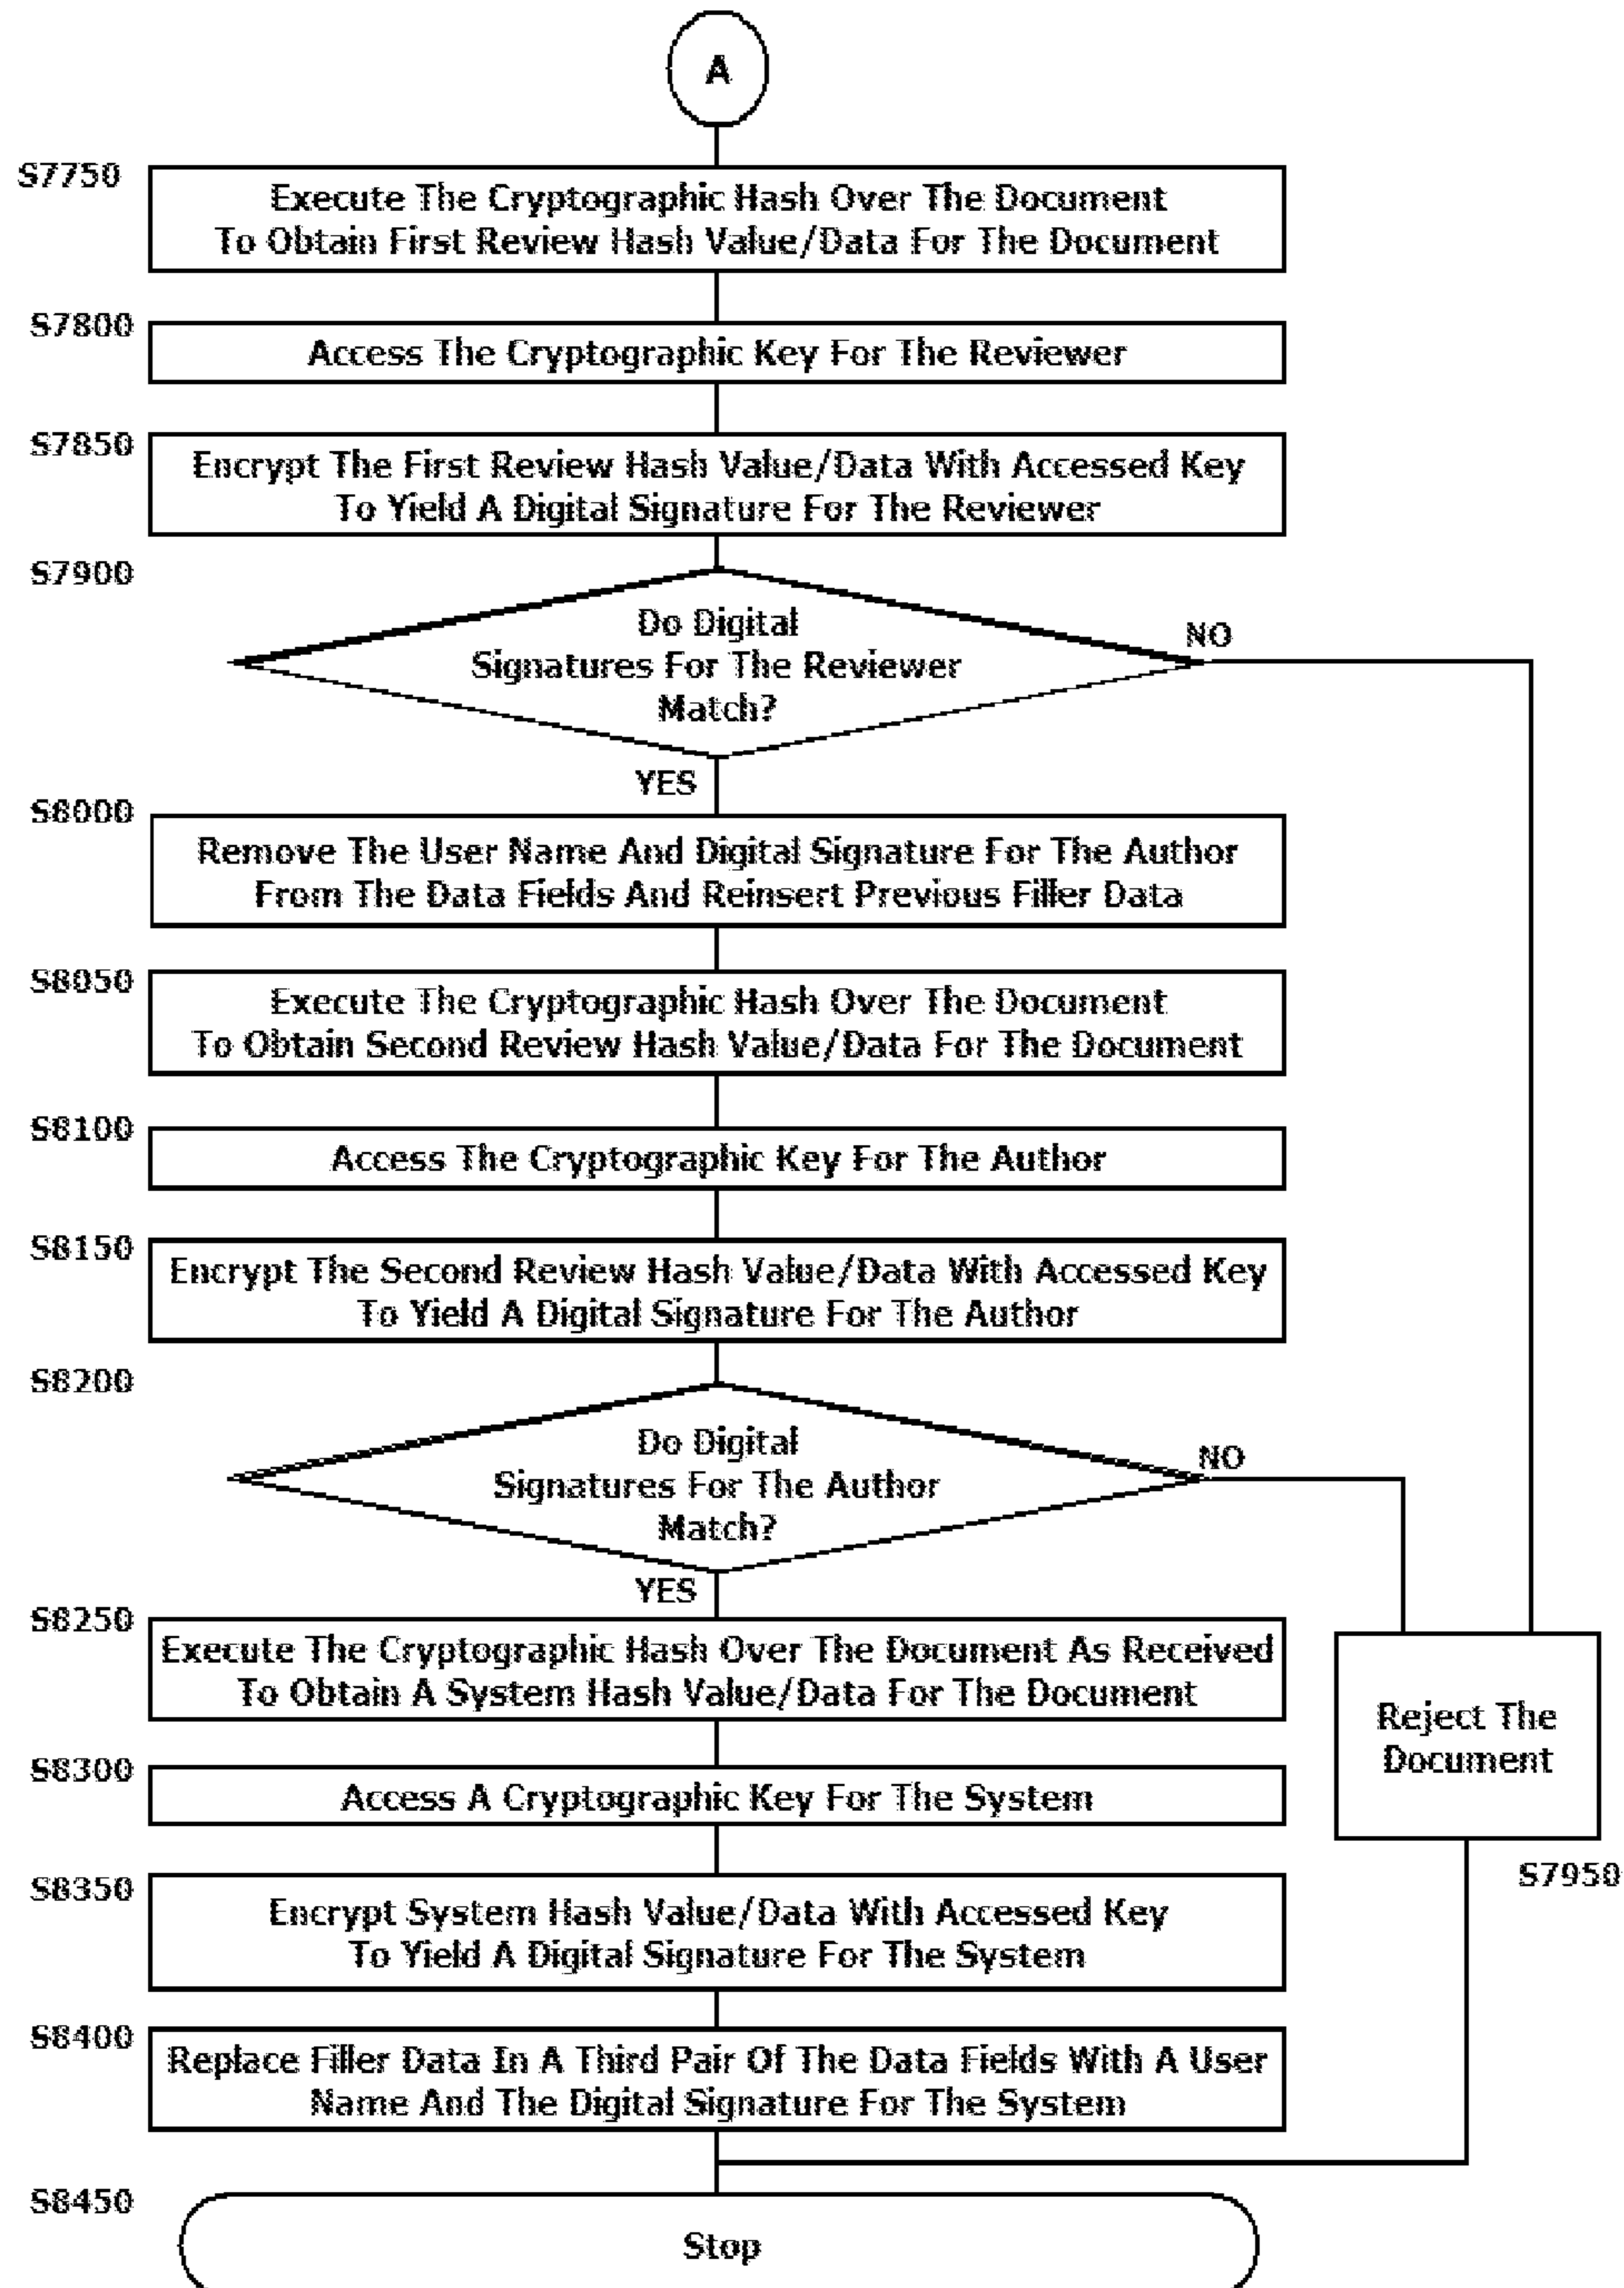 A
S7750
Execute The Cryptographic Hash Over The Document
To Obtain First Review Hash Value/Data For The Document
S7800
Access The Cryptographic Key For The Reviewer
S7850
Encrypt The First Review Hash Value/Data With Accessed Key
To Yield A Digital Signature For The Reviewer
S7900
Do Digital
Signatures For The Reviewer
Match?
NO
YES
S8000
Remove The User Name And Digital Signature For The Author
From The Data Fields And Reinsert Previous Filler Data
S8050
Execute The Cryptographic Hash Over The Document
To Obtain Second Review Hash Value/Data For The Document
S8100
Access The Cryptographic Key For The Author
S8150
Encrypt The Second Review Hash Value/Data With Accessed Key
To Yield A Digital Signature For The Author
S8200
Do Digital
Signatures For The Author
Match?
NO
YES
S8250
Execute The Cryptographic Hash Over The Document As Received
To Obtain A System Hash Value/Data For The Document
Reject The
Document
S7950
S8300
Access A Cryptographic Key For The System
S8350
Encrypt System Hash Value/Data With Accessed Key
To Yield A Digital Signature For The System
S8400
Replace Filler Data In A Third Pair Of The Data Fields With A User
Name And The Digital Signature For The System
S8450
Stop